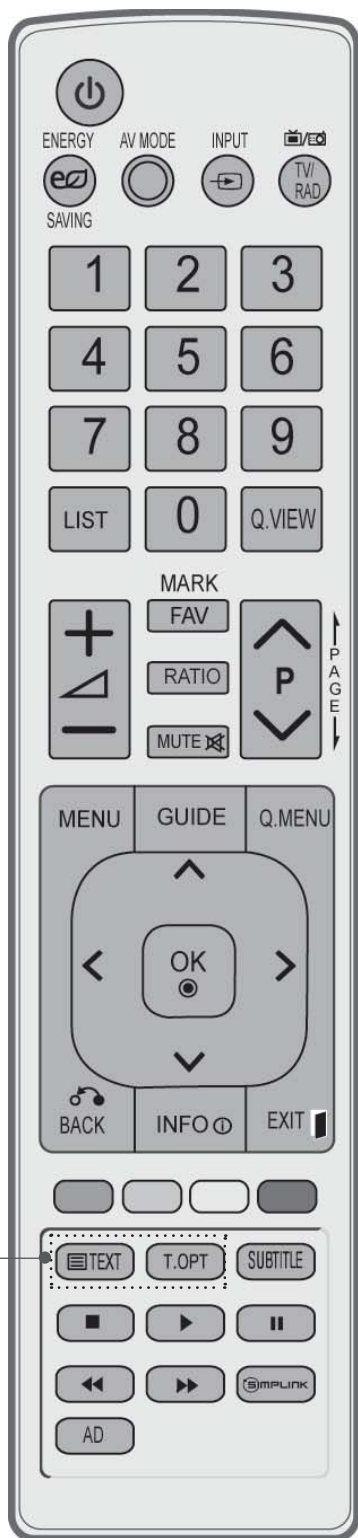 ENERGY AV MODE INPUT
TV/
RAD
SAVING
1 2 3
4 5 6
7 8 9
LIST 0 Q.VIEW
MARK
FAV
RATIO
P
PAGE
MUTE
MENU GUIDE Q.MENU
OK
BACK INFO EXIT
TEXT T.OPT SUBTITLE
SIMPLINK
AD